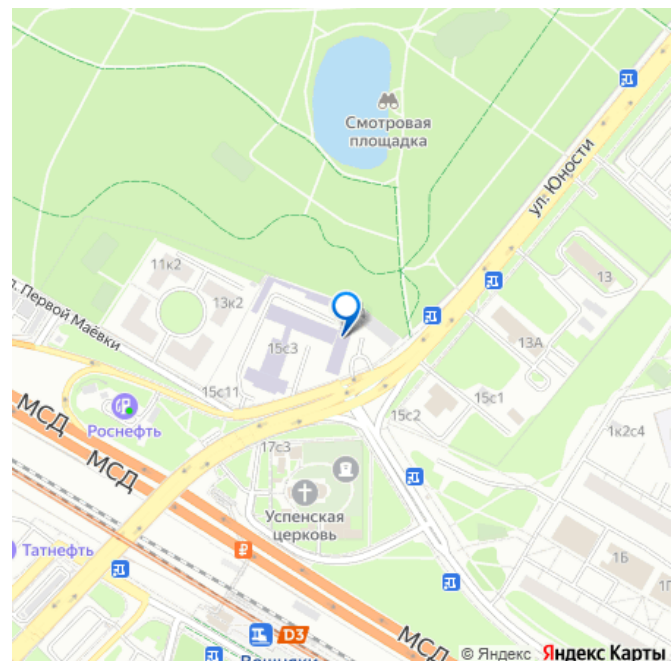 Смотровая
площадка
ул. Юности
11к2
13
13к2
л. Первой Маёвки
13А
15с3
15с11
15с1
15с2
МСД
Роснефть
1к2с4
17с3
МСД
Успенская
церковь
Татнефть
₽
1Б
D3
МСД
© Яндекс Яндекс Карты